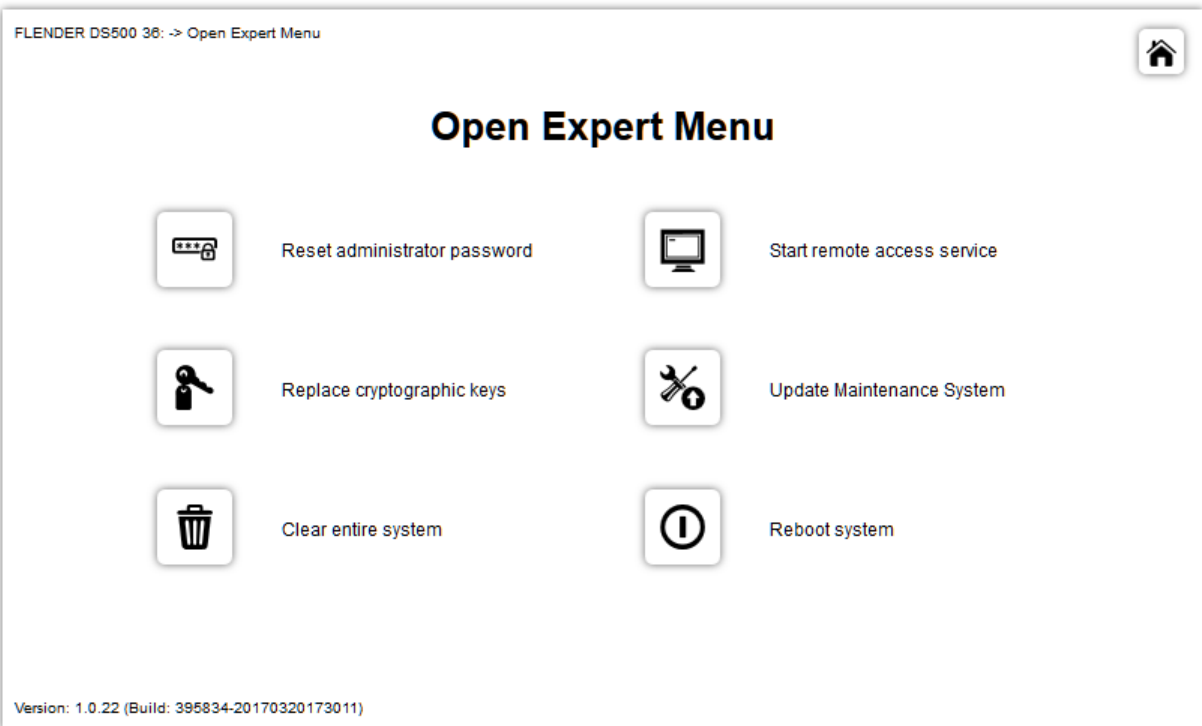 FLENDER DS500 36: -> Open Expert Menu
Open Expert Menu
***
Reset administrator password
Start remote access service
Replace cryptographic keys
Update Maintenance System
Clear entire system
Reboot system
Version: 1.0.22 (Build: 395834-20170320173011)